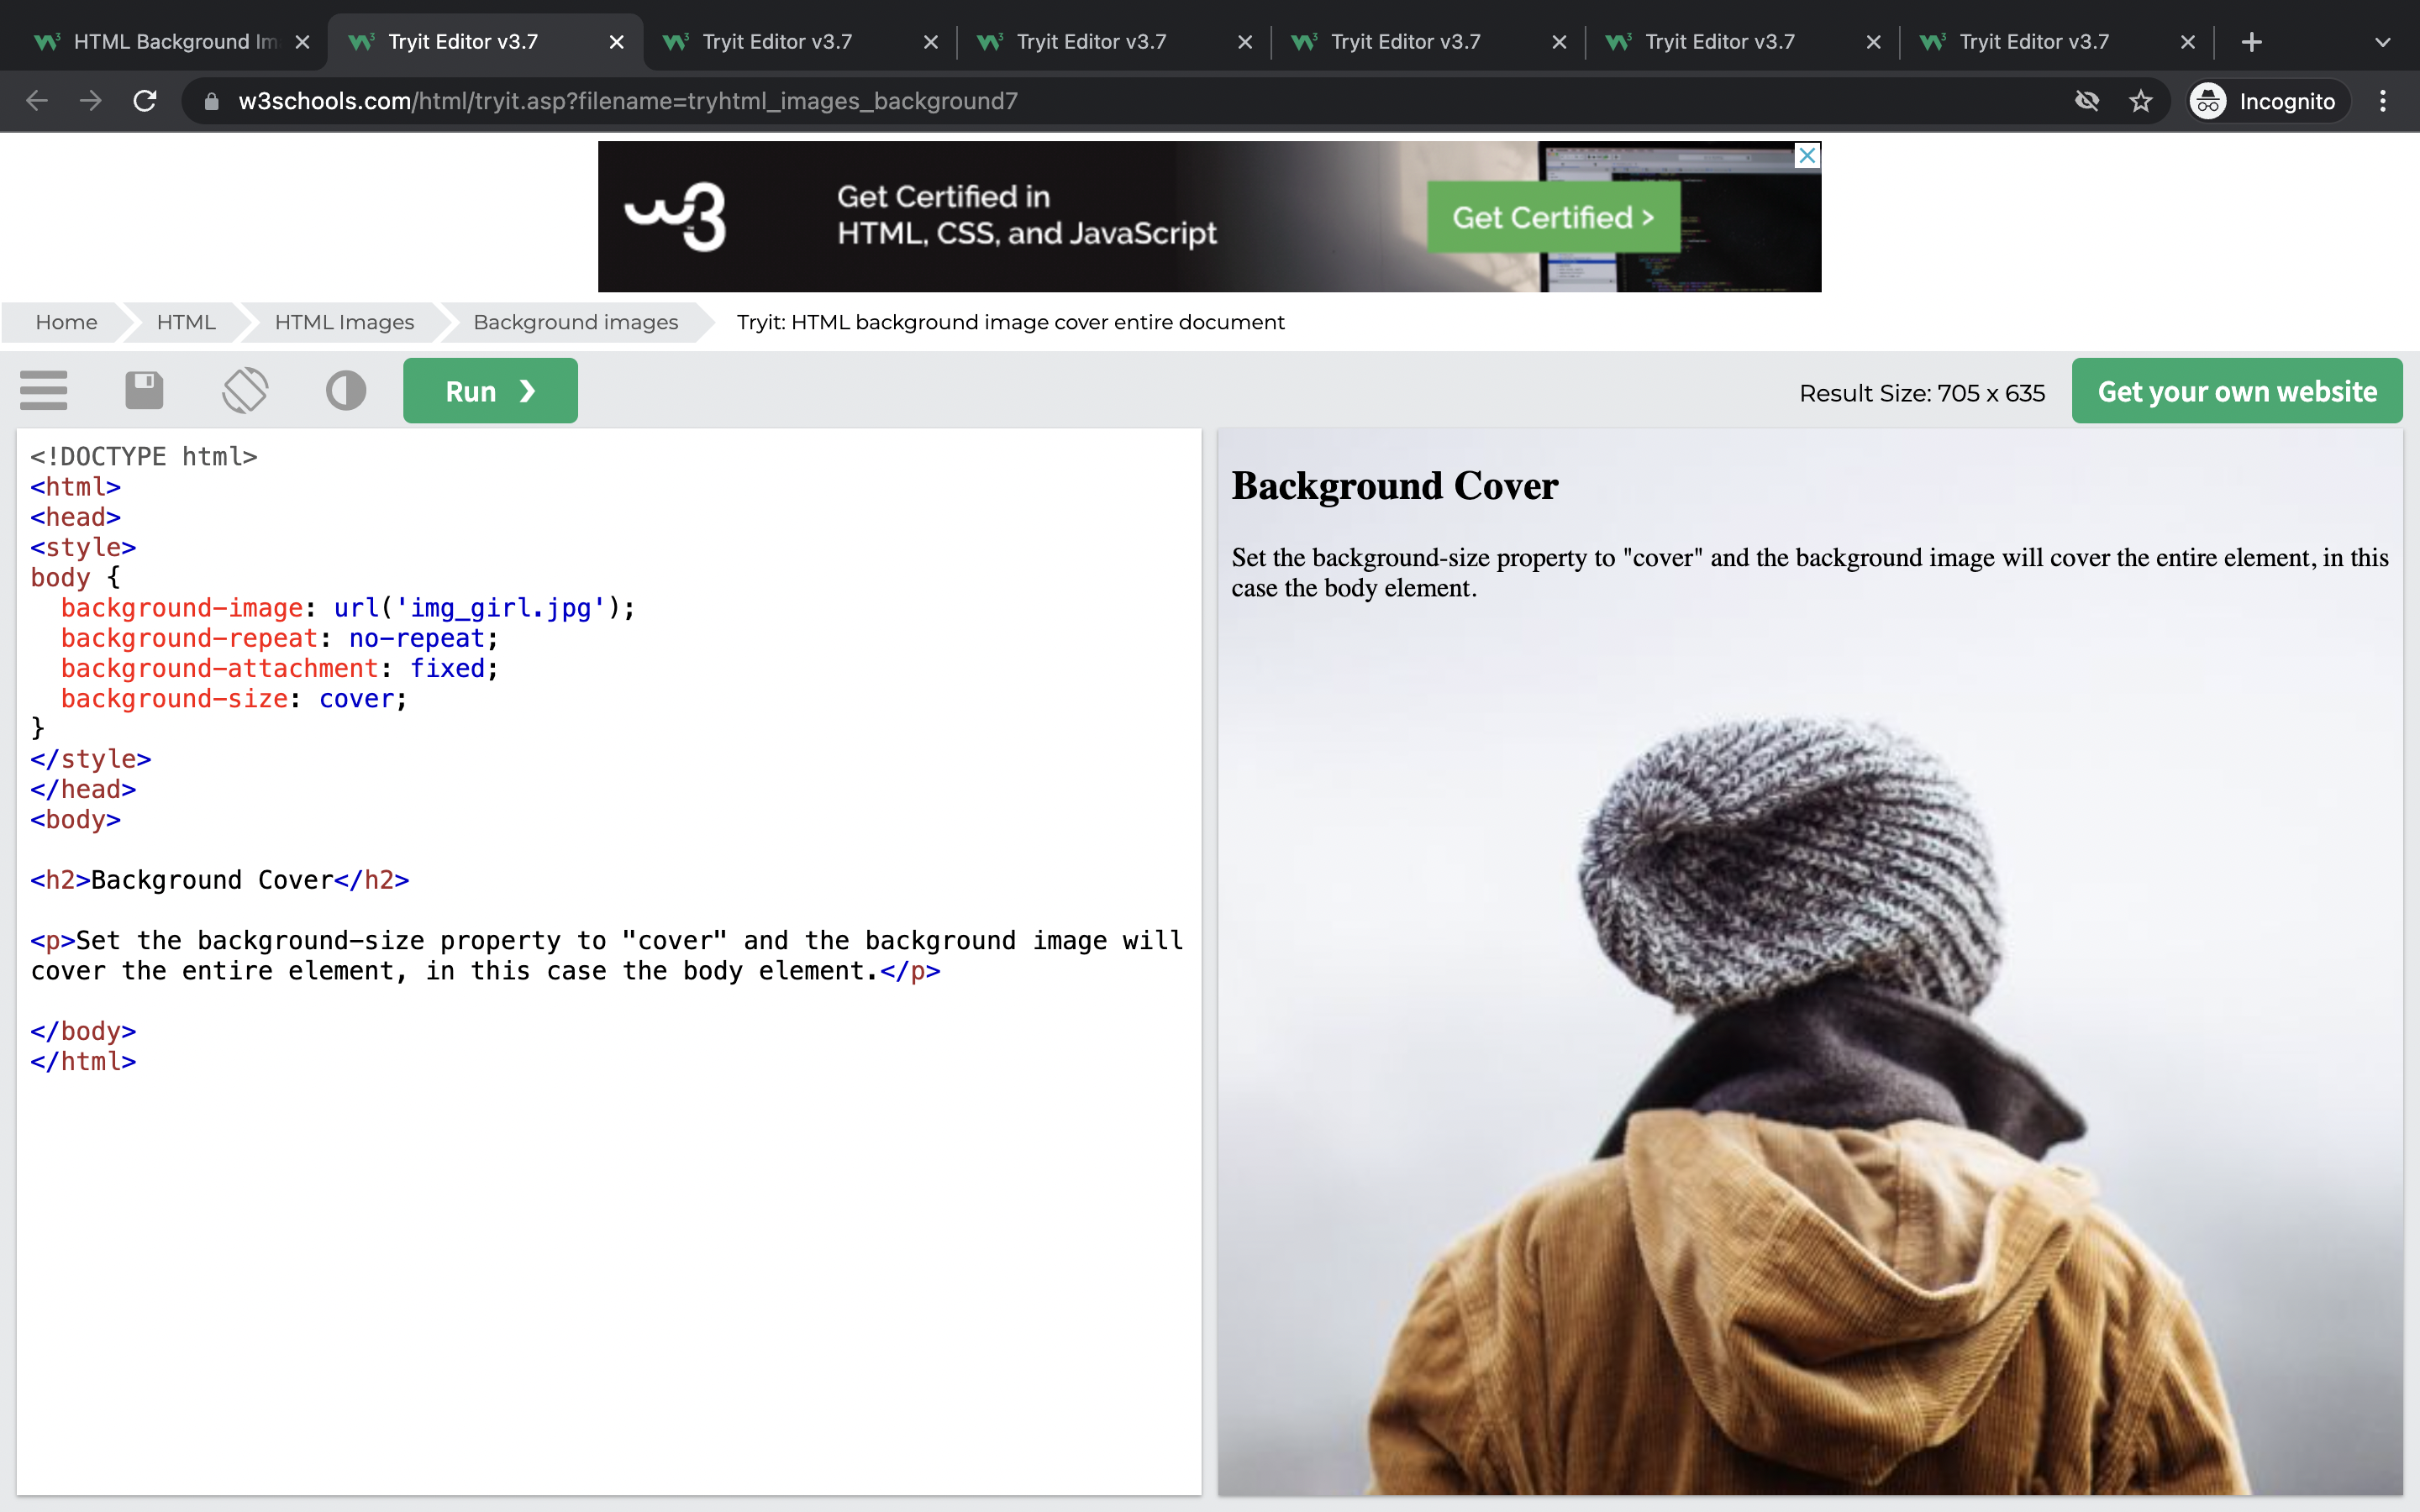 HTML Background Im
Tryit Editor v3.7
Tryit Editor v3.7
Tryit Editor v3.7
Tryit Editor v3.7
Tryit Editor v3.7
Tryit Editor v3.7
w3schools.com/html/tryit.asp?filename=tryhtml_images_background7
Incognito
w3
Get Certified in
HTML, CSS, and JavaScript
Get Certified >
Home
HTML
HTML Images
Background images
Tryit: HTML background image cover entire document
Run ❯
Result Size: 705 x 635
Get your own website
<!DOCTYPE html>
<html>
<head>
<style>
body {
  background-image: url('img_girl.jpg');
  background-repeat: no-repeat;
  background-attachment: fixed;
  background-size: cover;
}
</style>
</head>
<body>
<h2>Background Cover</h2>
<p>Set the background-size property to "cover" and the background image will
cover the entire element, in this case the body element.</p>
</body>
</html>
Background Cover
Set the background-size property to "cover" and the background image will cover the entire element, in this
case the body element.